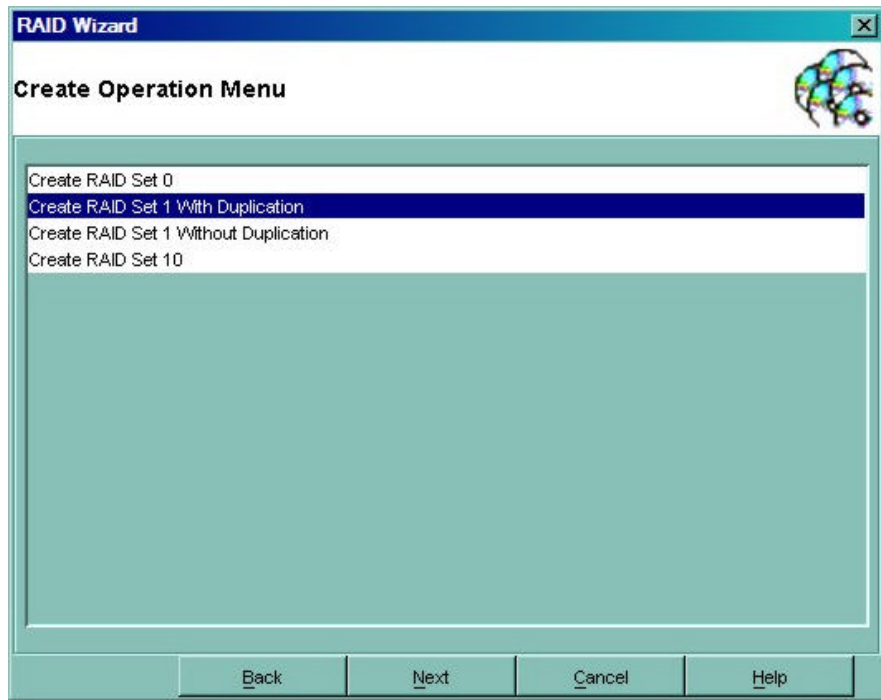 RAID Wizard
Create Operation Menu
Create RAID Set 0
Create RAID Set 1 With Duplication
Create RAID Set 1 Without Duplication
Create RAID Set 10
Back Next Cancel Help